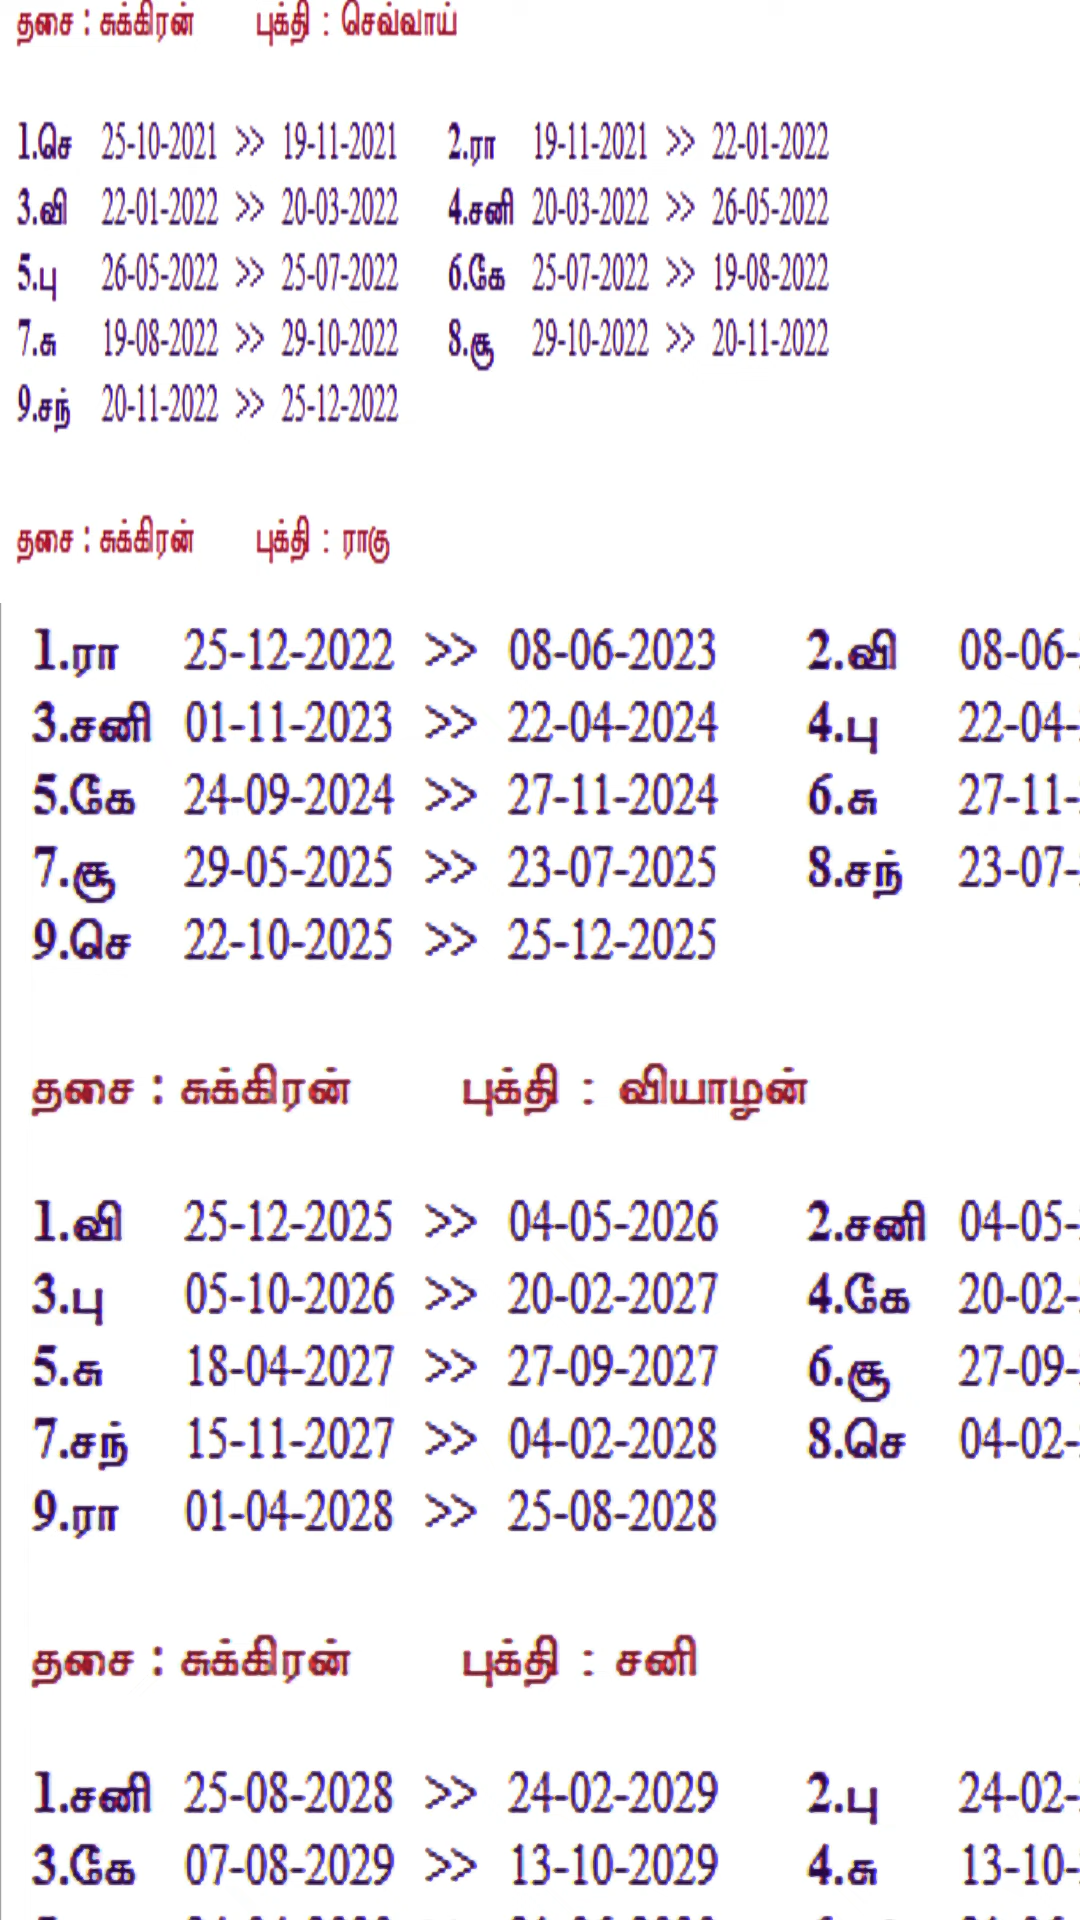 தசை : சுக்கிரன் புக்தி : செவ்வாய்
1.செ 25-10-2021 >> 19-11-2021 2.ரா 19-11-2021 >> 22-01-2022
3.வி 22-01-2022 >> 20-03-2022 4.சனி 20-03-2022 >> 26-05-2022
5.பு 26-05-2022 >> 25-07-2022 6.கே 25-07-2022 >> 19-08-2022
7.சு 19-08-2022 >> 29-10-2022 8.சூ 29-10-2022 >> 20-11-2022
9.சந் 20-11-2022 >> 25-12-2022
தசை : சுக்கிரன் புக்தி : ராகு
1.ரா 25-12-2022 >> 08-06-2023 2.வி 08-06-
3.சனி 01-11-2023 >> 22-04-2024 4.பு 22-04-
5.கே 24-09-2024 >> 27-11-2024 6.சு 27-11-
7.சூ 29-05-2025 >> 23-07-2025 8.சந் 23-07-
9.செ 22-10-2025 >> 25-12-2025
தசை : சுக்கிரன் புக்தி : வியாழன்
1.வி 25-12-2025 >> 04-05-2026 2.சனி 04-05-
3.பு 05-10-2026 >> 20-02-2027 4.கே 20-02-
5.சு 18-04-2027 >> 27-09-2027 6.சூ 27-09-
7.சந் 15-11-2027 >> 04-02-2028 8.செ 04-02-
9.ரா 01-04-2028 >> 25-08-2028
தசை : சுக்கிரன் புக்தி : சனி
1.சனி 25-08-2028 >> 24-02-2029 2.பு 24-02-
3.கே 07-08-2029 >> 13-10-2029 4.சு 13-10-